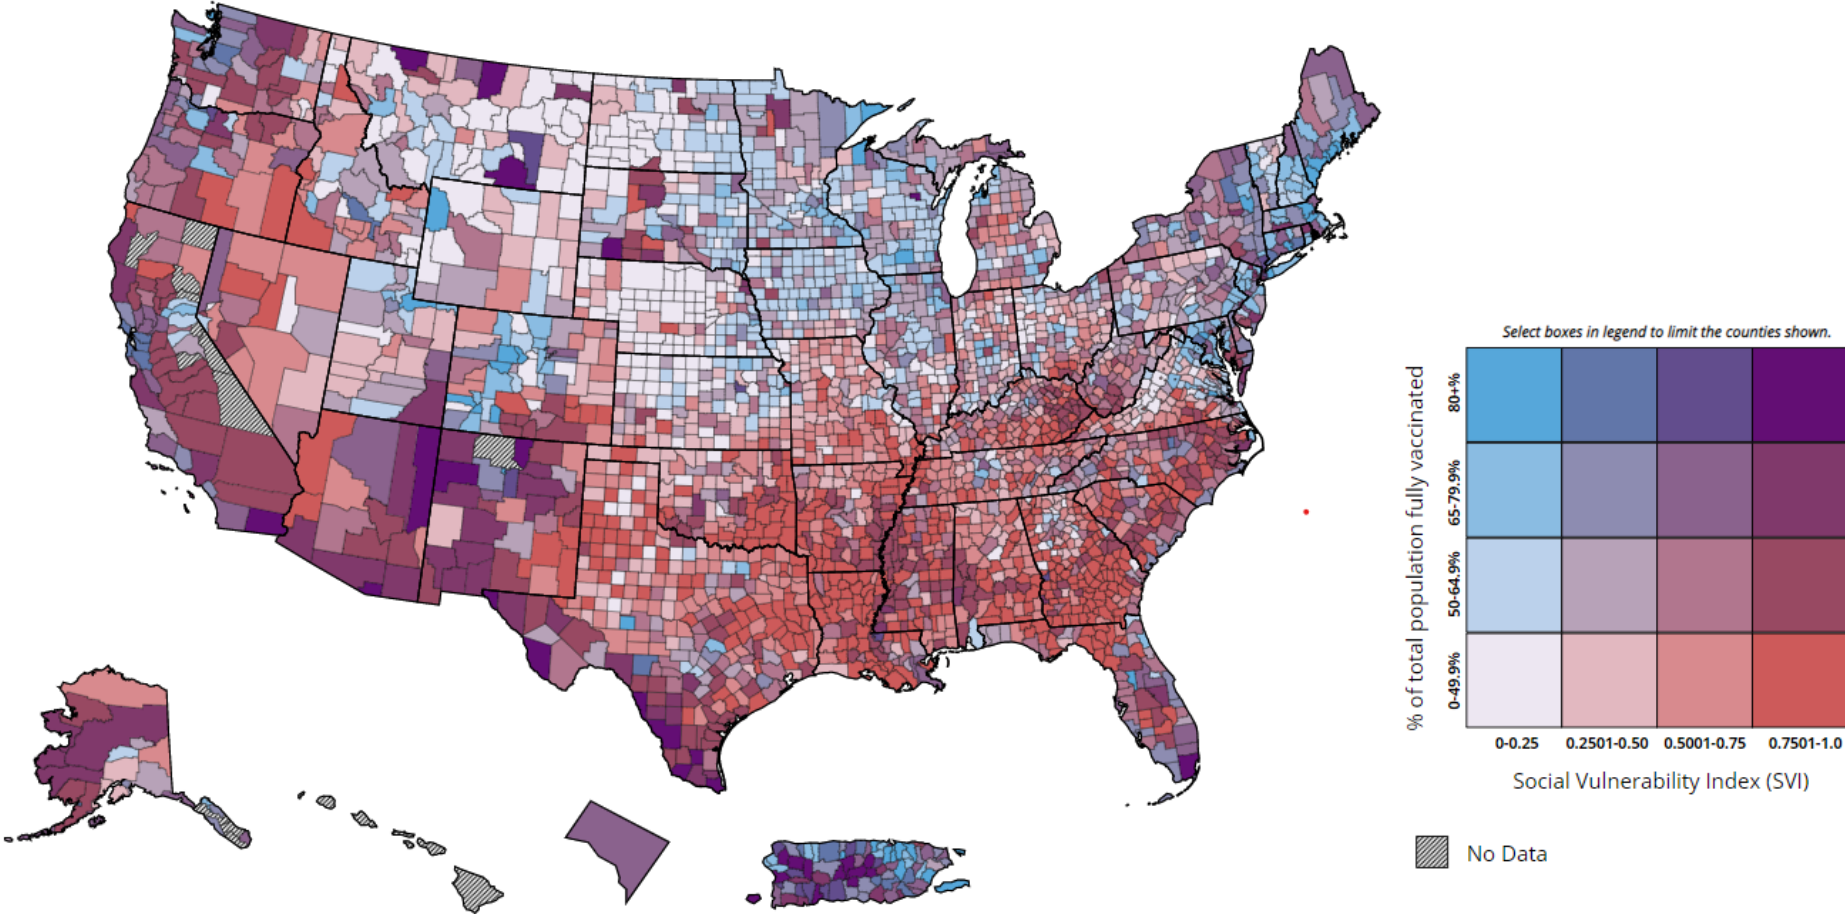 Select boxes in legend to limit the counties shown.
% of total population fully vaccinated
80+%
65-79.9%
50-64.9%
0-49.9%
0-0.25 0.2501-0.50 0.5001-0.75 0.7501-1.0
Social Vulnerability Index (SVI)
No Data